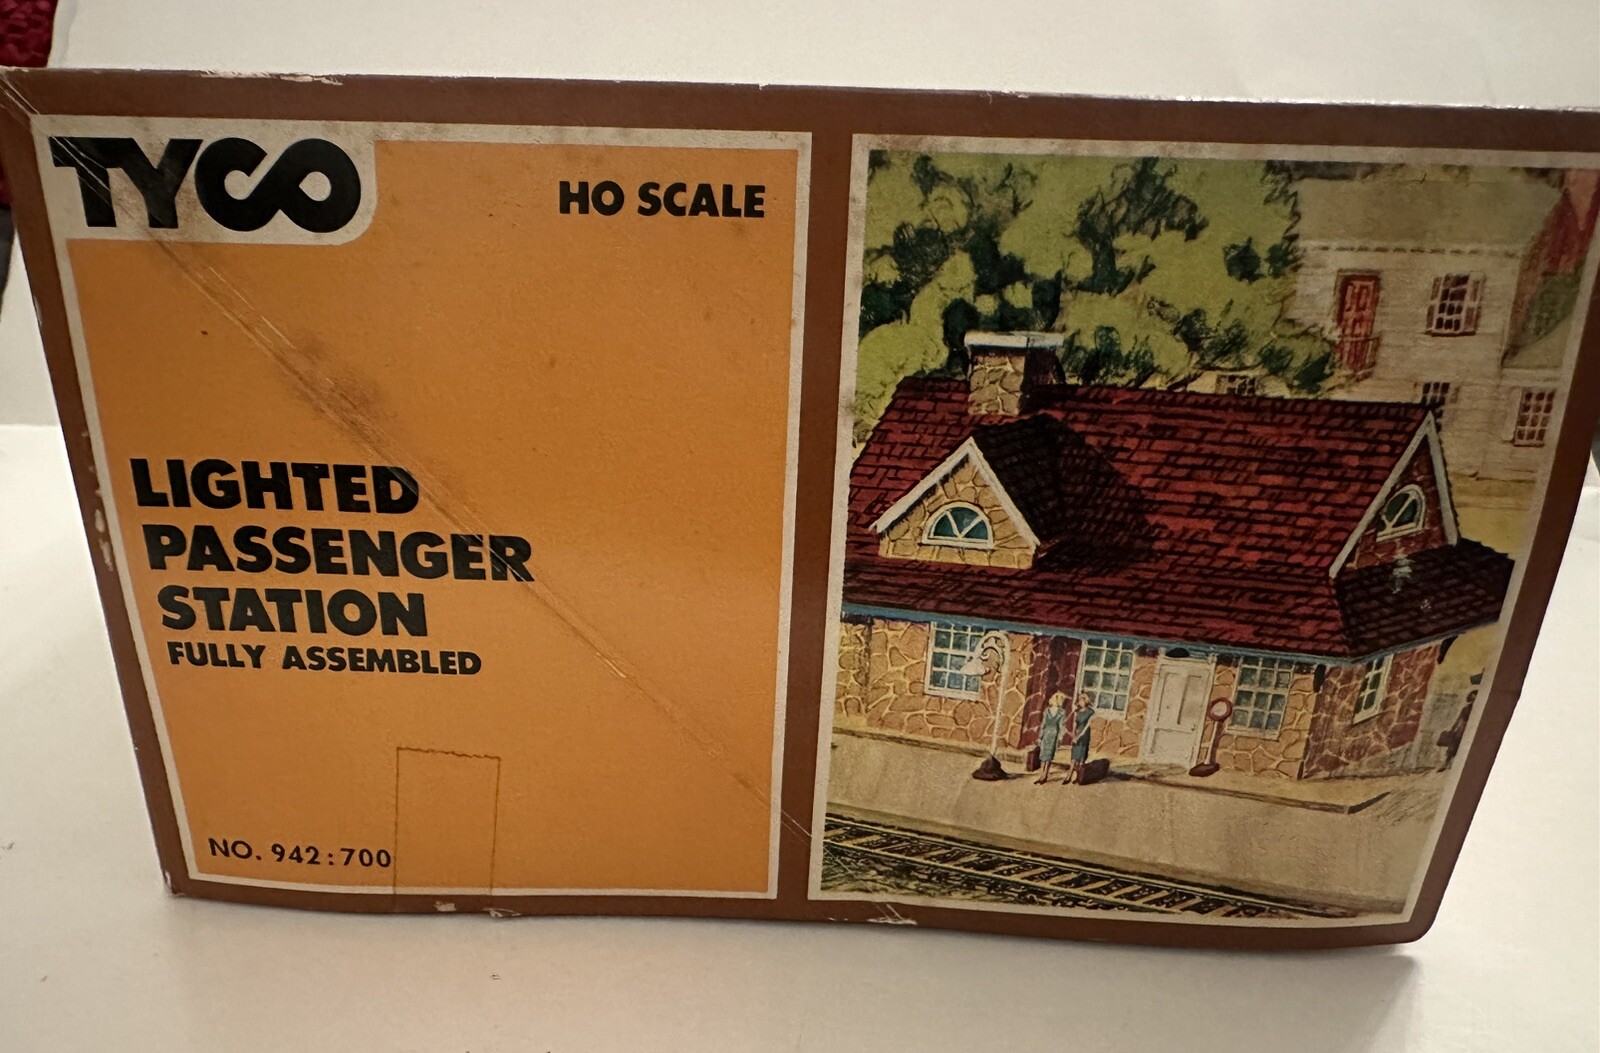 TYCO
HO SCALE
LIGHTED
PASSENGER
STATION
FULLY ASSEMBLED
NO. 942:700